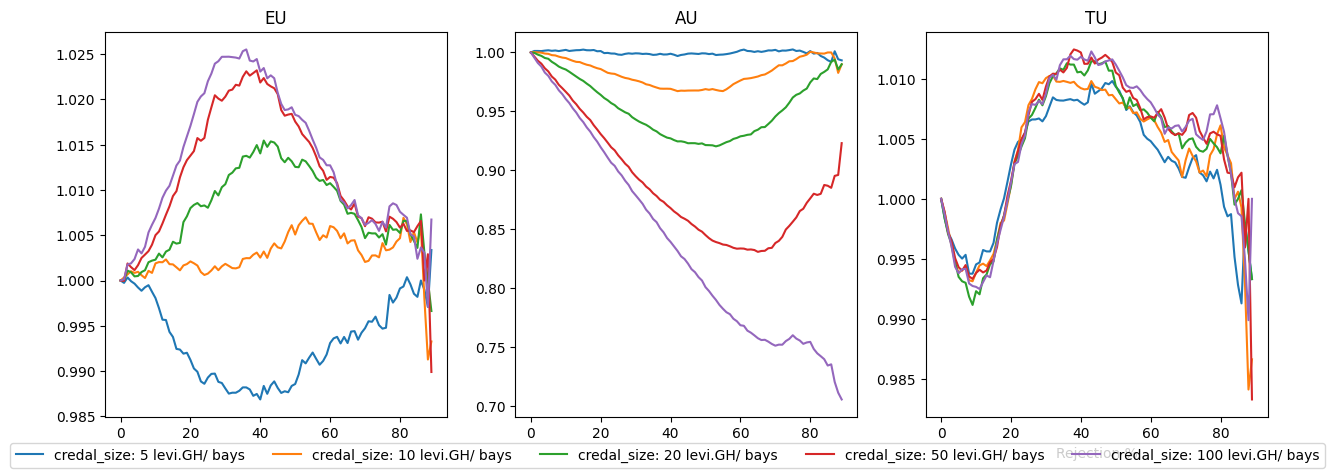 EU
AU
TU
1.025
1.020
1.015
1.010
1.005
1.000
0.995
0.990
0.985
0 20 40 60 80
1.00
0.95
0.90
0.85
0.80
0.75
0.70
0 20 40 60 80
1.010
1.005
1.000
0.995
0.990
0.985
0 20 40 60 80
Rejection
credal_size: 5 levi.GH/ bays
credal_size: 10 levi.GH/ bays
credal_size: 20 levi.GH/ bays
credal_size: 50 levi.GH/ bays
credal_size: 100 levi.GH/ bays